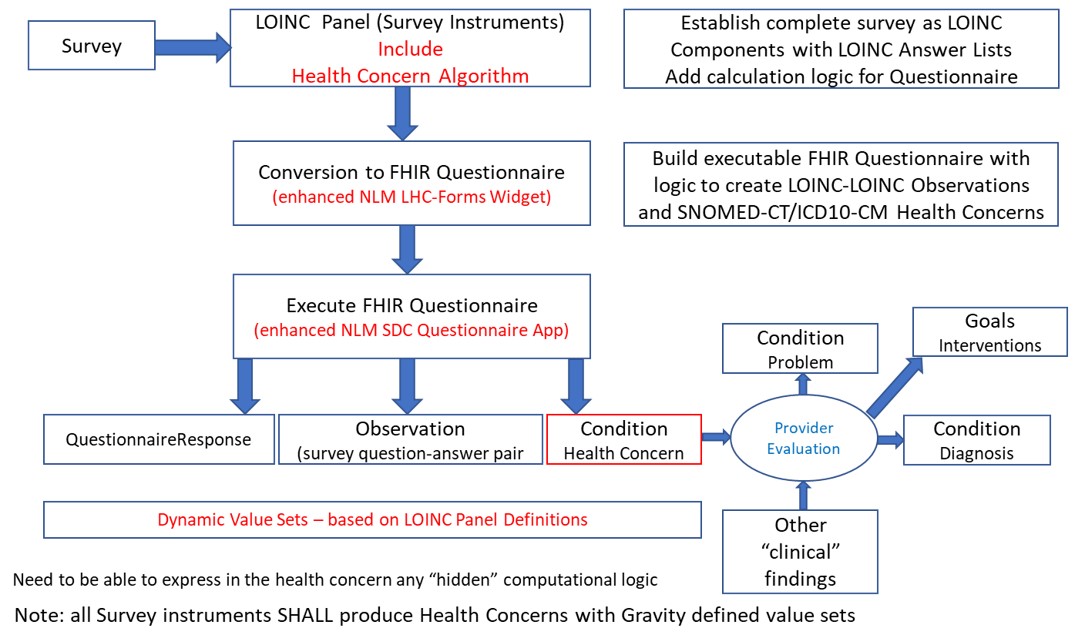 Survey
LOINC Panel (Survey Instruments)
Include
Health Concern Algorithm
Establish complete survey as LOINC
Components with LOINC Answer Lists
Add calculation logic for Questionnaire
Conversion to FHIR Questionnaire
(enhanced NLM LHC-Forms Widget)
Build executable FHIR Questionnaire with
logic to create LOINC-LOINC Observations
and SNOMED-CT/ICD10-CM Health Concerns
Execute FHIR Questionnaire
(enhanced NLM SDC Questionnaire App)
QuestionnaireResponse
Observation
(survey question-answer pair
Condition
Health Concern
Provider
Evaluation
Condition
Problem
Goals
Interventions
Condition
Diagnosis
Other
“clinical”
findings
Dynamic Value Sets – based on LOINC Panel Definitions
Need to be able to express in the health concern any “hidden” computational logic
Note: all Survey instruments SHALL produce Health Concerns with Gravity defined value sets